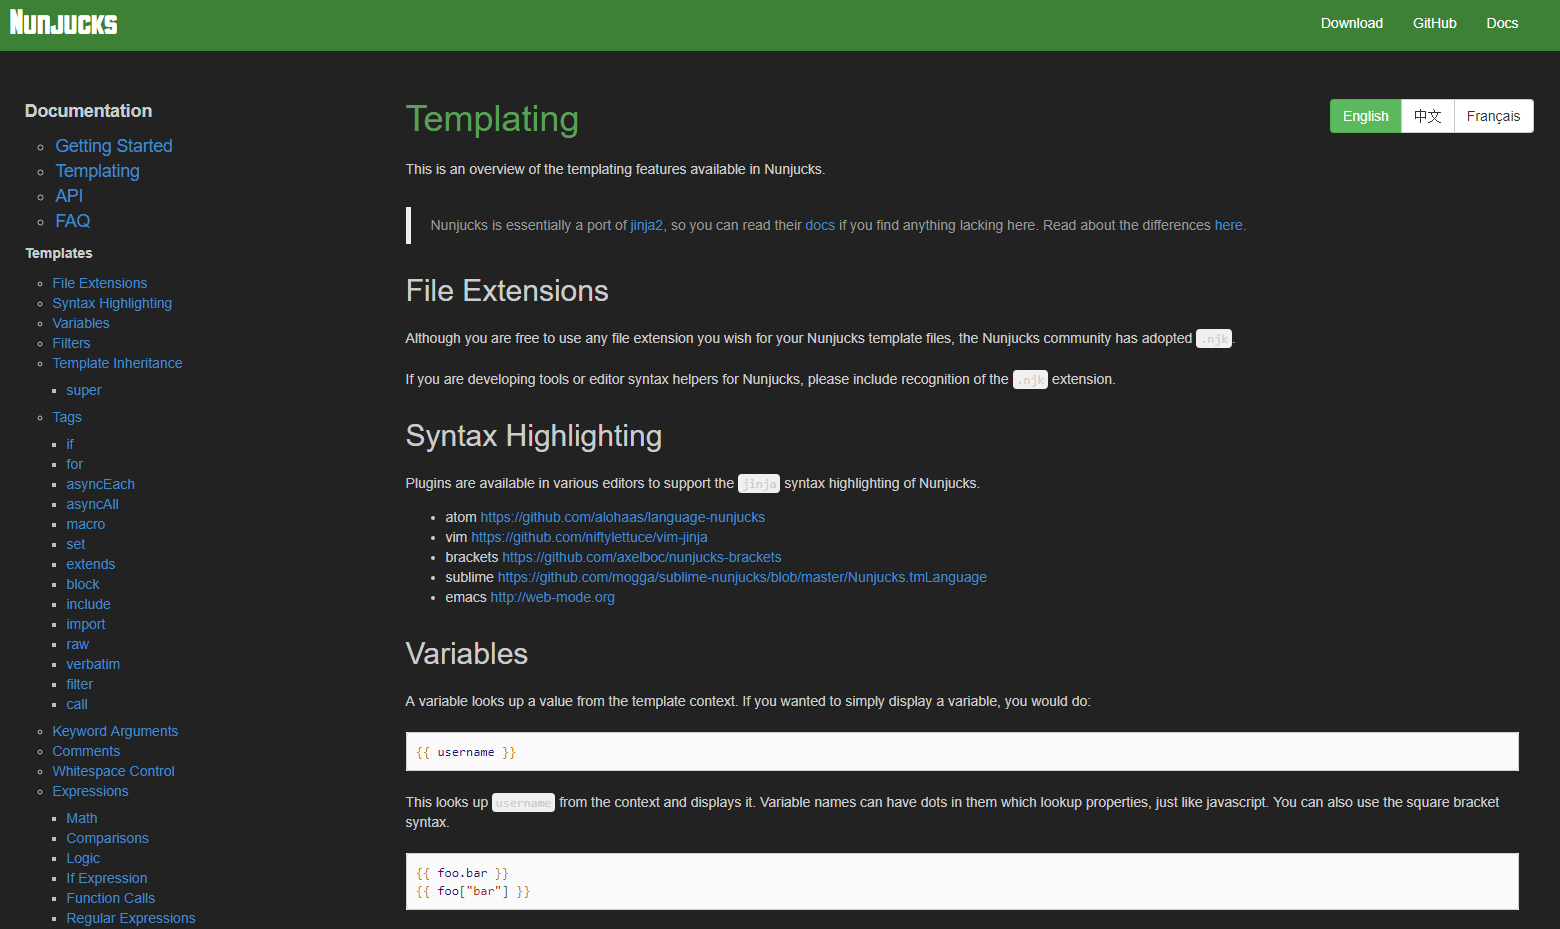 Nunjucks
Download GitHub Docs
Documentation
Getting Started
Templating
API
FAQ
Templates
File Extensions
Syntax Highlighting
Variables
Filters
Template Inheritance
super
Tags
if
for
asyncEach
asyncAll
macro
set
extends
block
include
import
raw
verbatim
filter
call
Keyword Arguments
Comments
Whitespace Control
Expressions
Math
Comparisons
Logic
If Expression
Function Calls
Regular Expressions
Templating
English 中文 Français
This is an overview of the templating features available in Nunjucks.
Nunjucks is essentially a port of jinja2, so you can read their docs if you find anything lacking here. Read about the differences here.
File Extensions
Although you are free to use any file extension you wish for your Nunjucks template files, the Nunjucks community has adopted .njk.
If you are developing tools or editor syntax helpers for Nunjucks, please include recognition of the .njk extension.
Syntax Highlighting
Plugins are available in various editors to support the jinja syntax highlighting of Nunjucks.
atom https://github.com/alohaas/language-nunjucks
vim https://github.com/niftylettuce/vim-jinja
brackets https://github.com/axelboc/nunjucks-brackets
sublime https://github.com/mogga/sublime-nunjucks/blob/master/Nunjucks.tmLanguage
emacs http://web-mode.org
Variables
A variable looks up a value from the template context. If you wanted to simply display a variable, you would do:
{{ username }}
This looks up username from the context and displays it. Variable names can have dots in them which lookup properties, just like javascript. You can also use the square bracket
syntax.
{{ foo.bar }}
{{ foo["bar"] }}